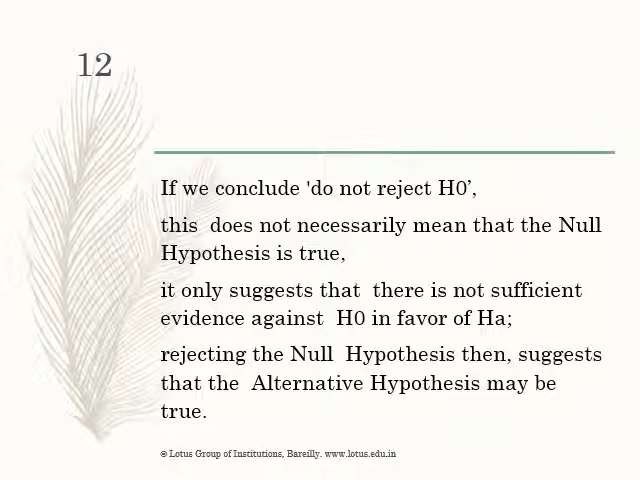 12
If we conclude 'do not reject H0’,
this  does not necessarily mean that the Null
Hypothesis is true,
it only suggests that  there is not sufficient
evidence against  H0 in favor of Ha;
rejecting the Null  Hypothesis then, suggests
that the  Alternative Hypothesis may be
true.
© Lotus Group of Institutions, Bareilly. www.lotus.edu.in